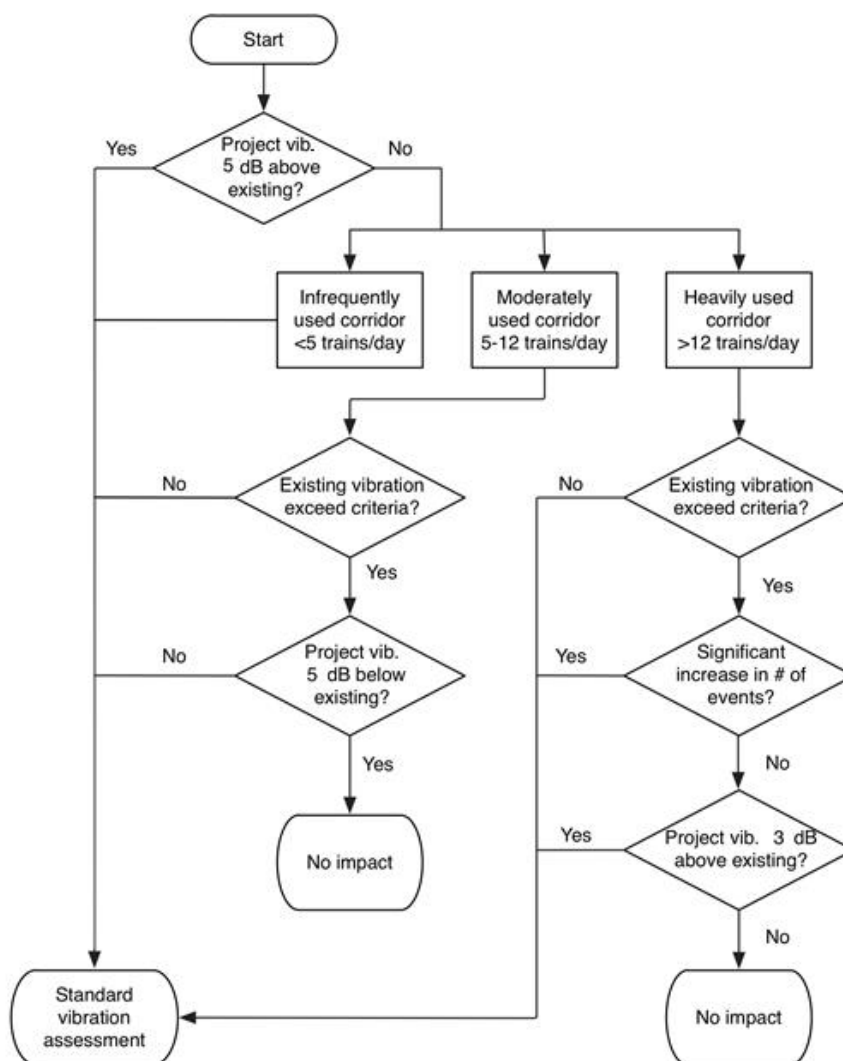 Start
Project vib.
5 dB above
existing?
Yes
No
Infrequently
used corridor
<5 trains/day
Moderately
used corridor
5-12 trains/day
Heavily used
corridor
>12 trains/day
No
Existing vibration
exceed criteria?
No
Existing vibration
exceed criteria?
Yes
Yes
No
Project vib.
5 dB below
existing?
Yes
Significant
increase in # of
events?
Yes
No
No impact
Yes
Project vib. 3 dB
above existing?
No
Standard
vibration
assessment
No impact